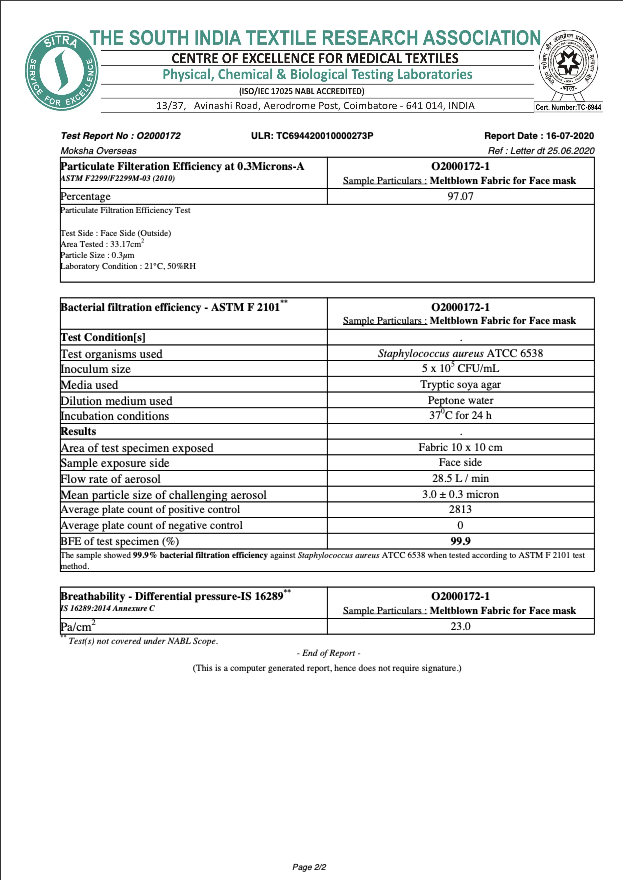 SITRA
SERVICE FOR EXCELLENCE
THE SOUTH INDIA TEXTILE RESEARCH ASSOCIATION
CENTRE OF EXCELLENCE FOR MEDICAL TEXTILES
Physical, Chemical & Biological Testing Laboratories
(ISO/IEC 17025 NABL ACCREDITED)
13/37, Avinashi Road, Aerodrome Post, Coimbatore - 641 014, INDIA
Cert. Number:TC-6944
Test Report No : O2000172 ULR: TC694420010000273P Report Date : 16-07-2020
Moksha Overseas Ref : Letter dt 25.06.2020
Particulate Filteration Efficiency at 0.3Microns-A O2000172-1
ASTM F2299/F2299M-03 (2010) Sample Particulars : Meltblown Fabric for Face mask
Percentage 97.07
Particulate Filtration Efficiency Test
Test Side : Face Side (Outside)
Area Tested : 33.17cm²
Particle Size : 0.3µm
Laboratory Condition : 21°C, 50%RH
Bacterial filtration efficiency - ASTM F 2101** O2000172-1
Sample Particulars : Meltblown Fabric for Face mask
Test Condition[s] .
Test organisms used Staphylococcus aureus ATCC 6538
Inoculum size 5 x 10⁵ CFU/mL
Media used Tryptic soya agar
Dilution medium used Peptone water
Incubation conditions 37⁰C for 24 h
Results .
Area of test specimen exposed Fabric 10 x 10 cm
Sample exposure side Face side
Flow rate of aerosol 28.5 L / min
Mean particle size of challenging aerosol 3.0 ± 0.3 micron
Average plate count of positive control 2813
Average plate count of negative control 0
BFE of test specimen (%) 99.9
The sample showed 99.9% bacterial filtration efficiency against Staphylococcus aureus ATCC 6538 when tested according to ASTM F 2101 test
method.
Breathability - Differential pressure-IS 16289** O2000172-1
IS 16289:2014 Annexure C Sample Particulars : Meltblown Fabric for Face mask
Pa/cm² 23.0
** Test(s) not covered under NABL Scope.
- End of Report -
(This is a computer generated report, hence does not require signature.)
Page 2/2